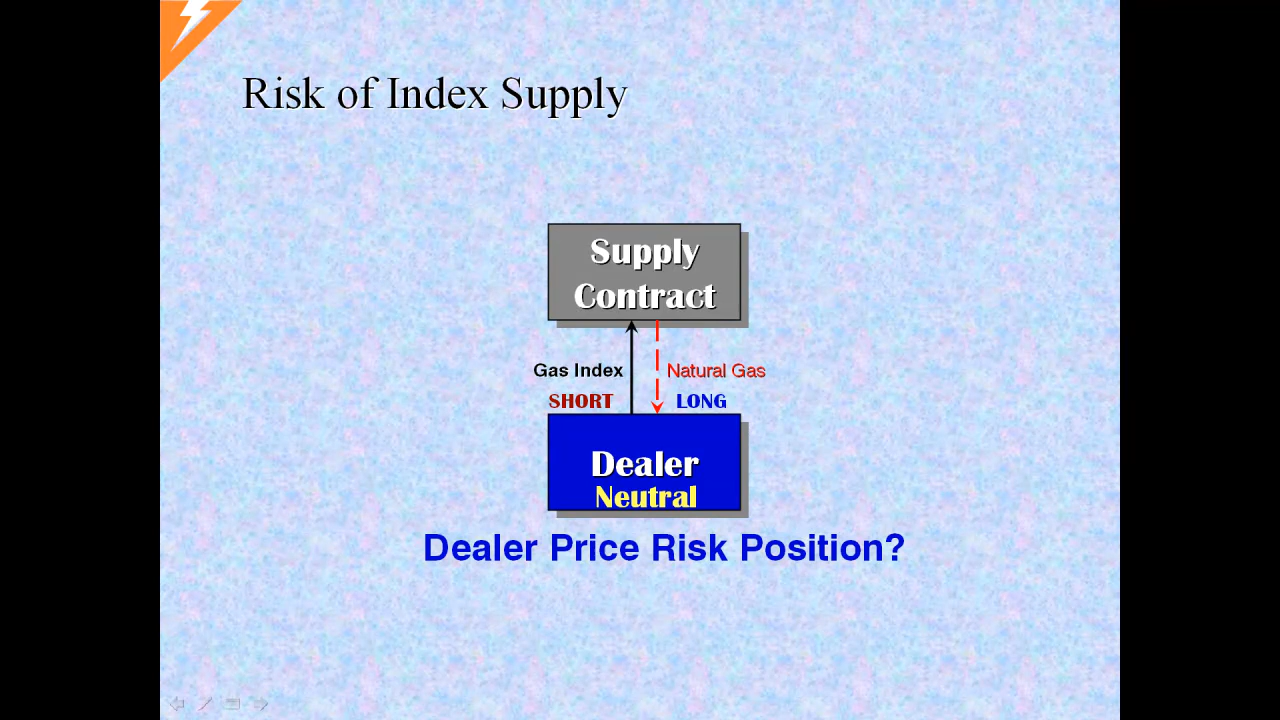 Risk of Index Supply
Supply
Contract
Gas Index
Natural Gas
SHORT
LONG
Dealer
Neutral
Dealer Price Risk Position?